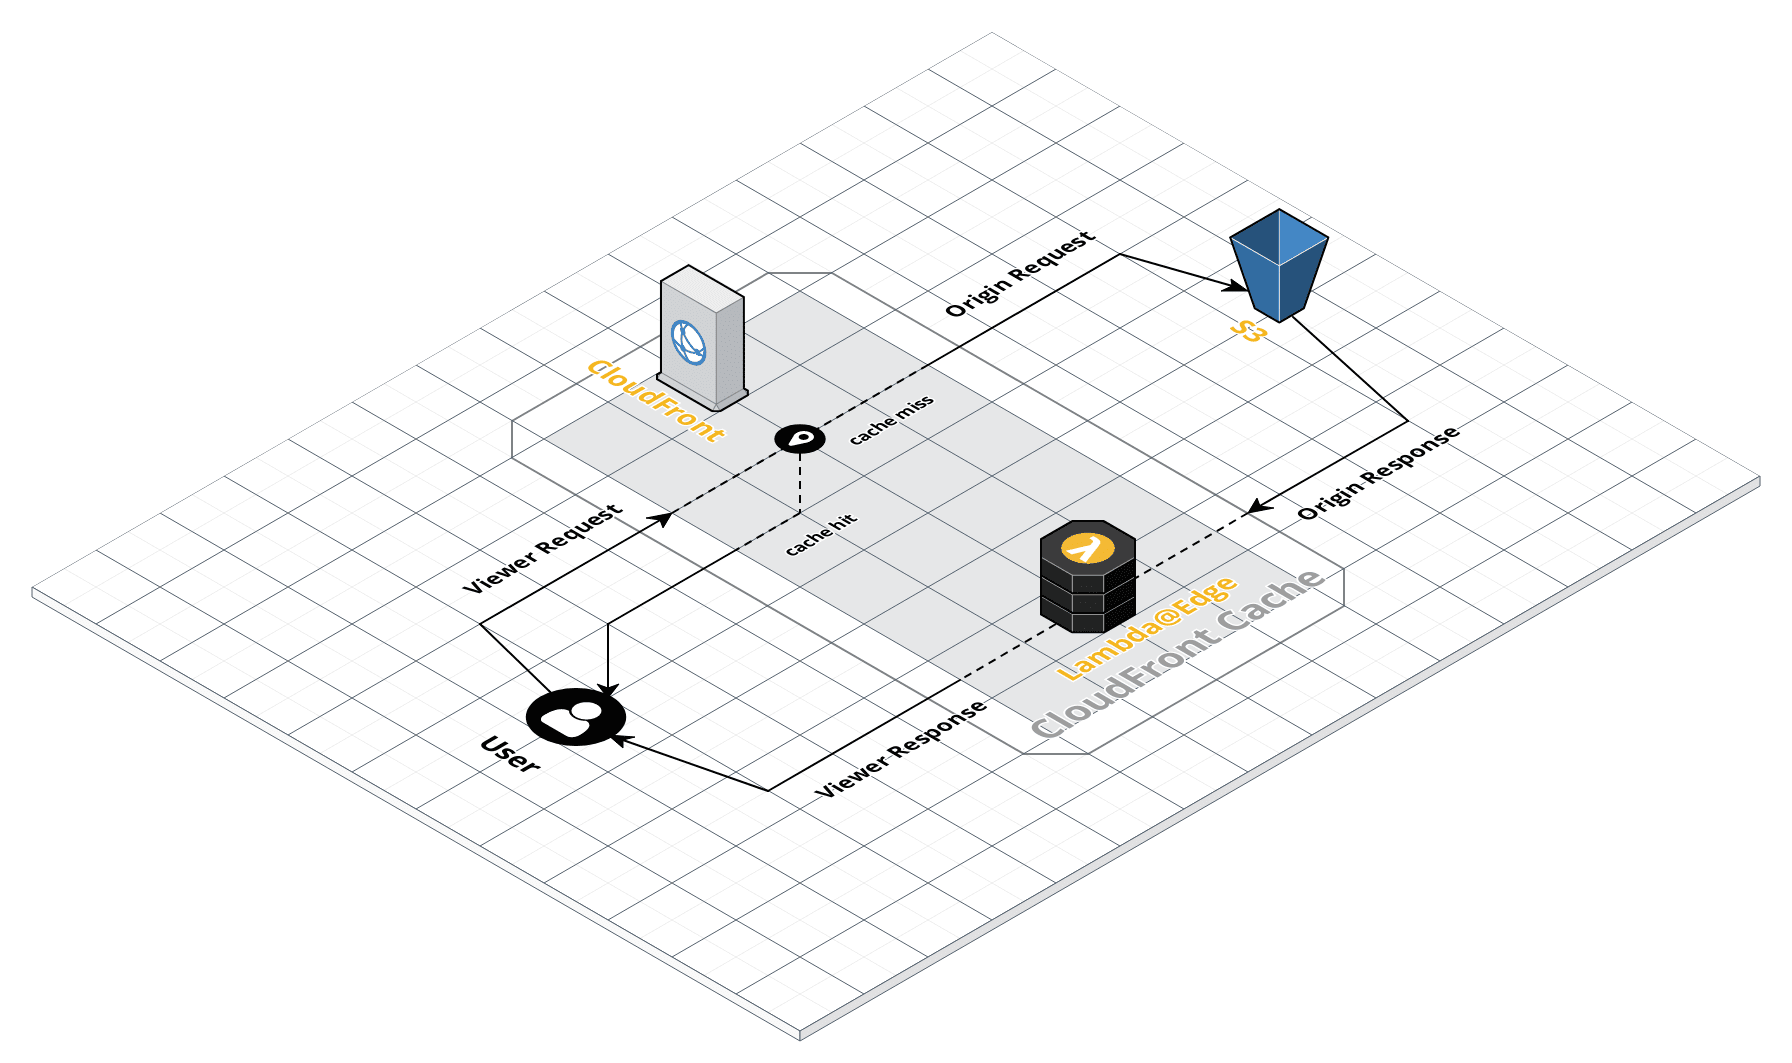 Origin Request
S3
CloudFront
cache miss
Origin Response
Viewer Request
cache hit
Lambda@Edge
CloudFront Cache
User
Viewer Response